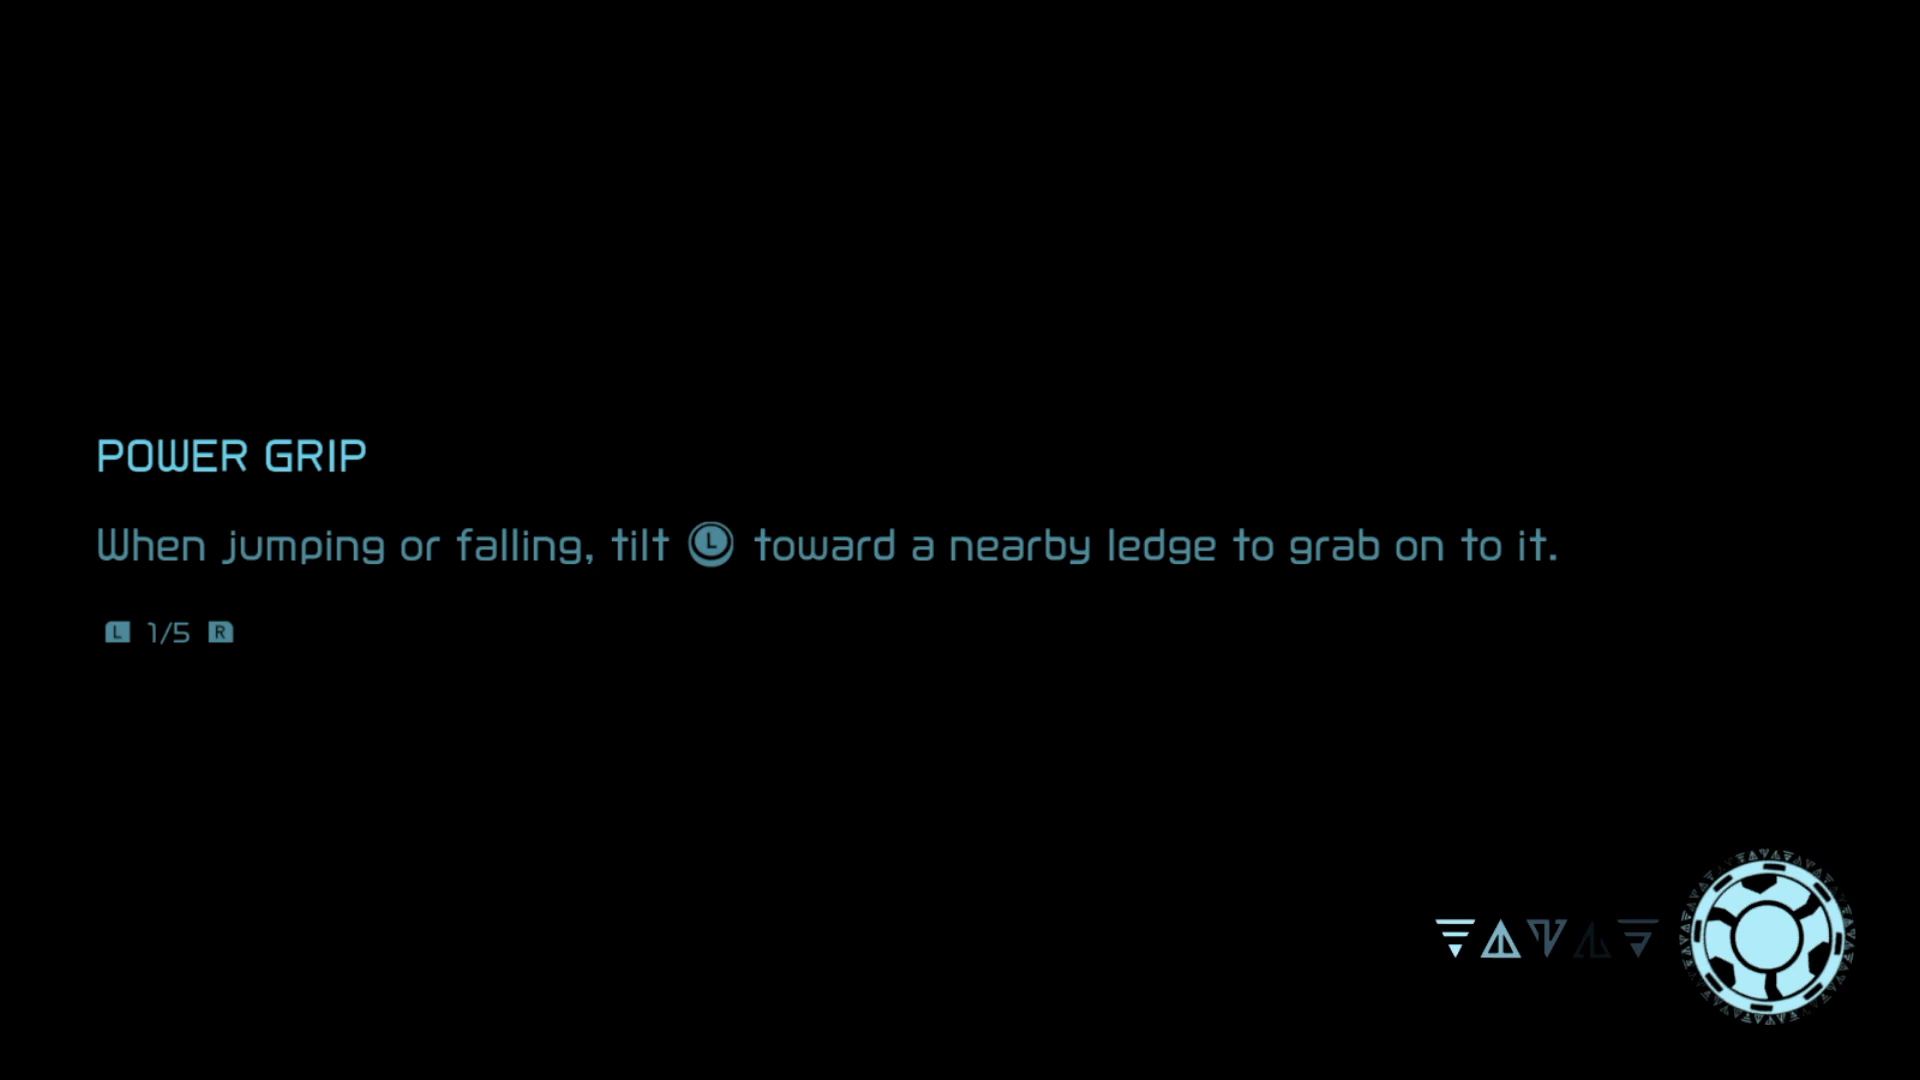 POWER GRIP
When jumping or falling, tilt L toward a nearby ledge to grab on to it.
L 1/5 R